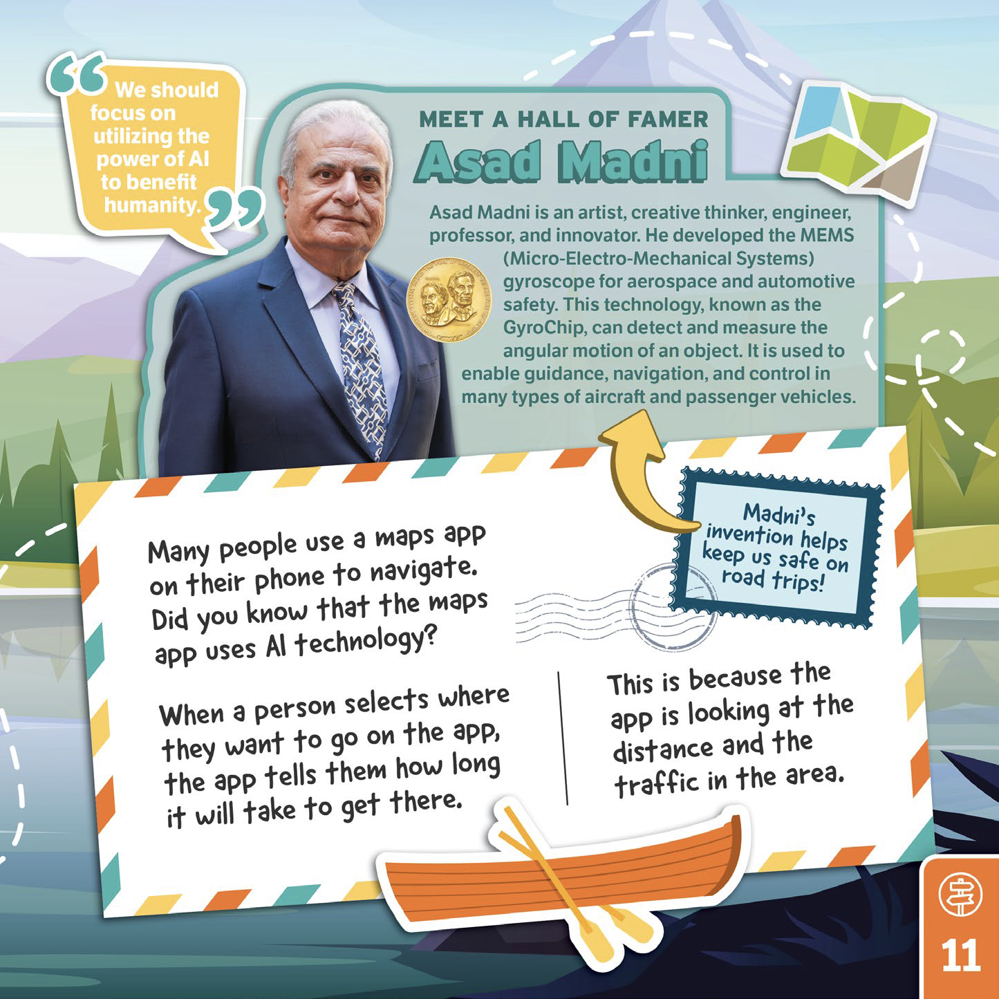 “We should
focus on
utilizing the
power of AI
to benefit
humanity.”
MEET A HALL OF FAMER
Asad Madni
Asad Madni is an artist, creative thinker, engineer,
professor, and innovator. He developed the MEMS
(Micro-Electro-Mechanical Systems)
gyroscope for aerospace and automotive
safety. This technology, known as the
GyroChip, can detect and measure the
angular motion of an object. It is used to
enable guidance, navigation, and control in
many types of aircraft and passenger vehicles.
Madni's
invention helps
keep us safe on
road trips!
Many people use a maps app
on their phone to navigate.
Did you know that the maps
app uses AI technology?
When a person selects where
they want to go on the app,
the app tells them how long
it will take to get there.
This is because the
app is looking at the
distance and the
traffic in the area.
11